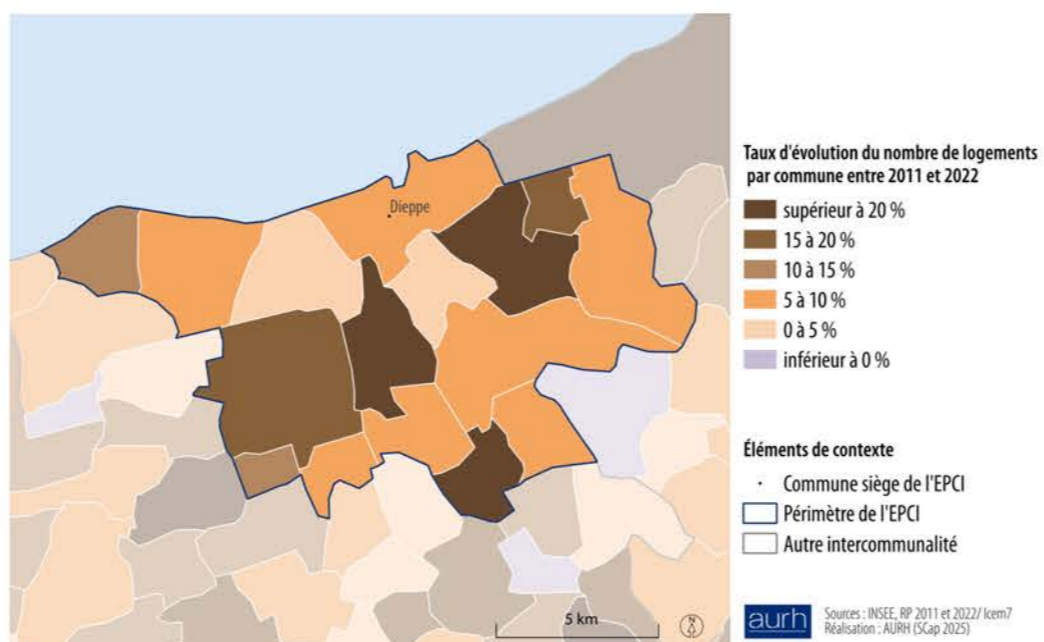 Dieppe
5 km
N
Taux d'évolution du nombre de logements
par commune entre 2011 et 2022
supérieur à 20 %
15 à 20 %
10 à 15 %
5 à 10 %
0 à 5 %
inférieur à 0 %
Éléments de contexte
Commune siège de l'EPCI
Périmètre de l'EPCI
Autre intercommunalité
aurh
Sources : INSEE, RP 2011 et 2022/ Icem7
Réalisation : AURH (SCap 2025)